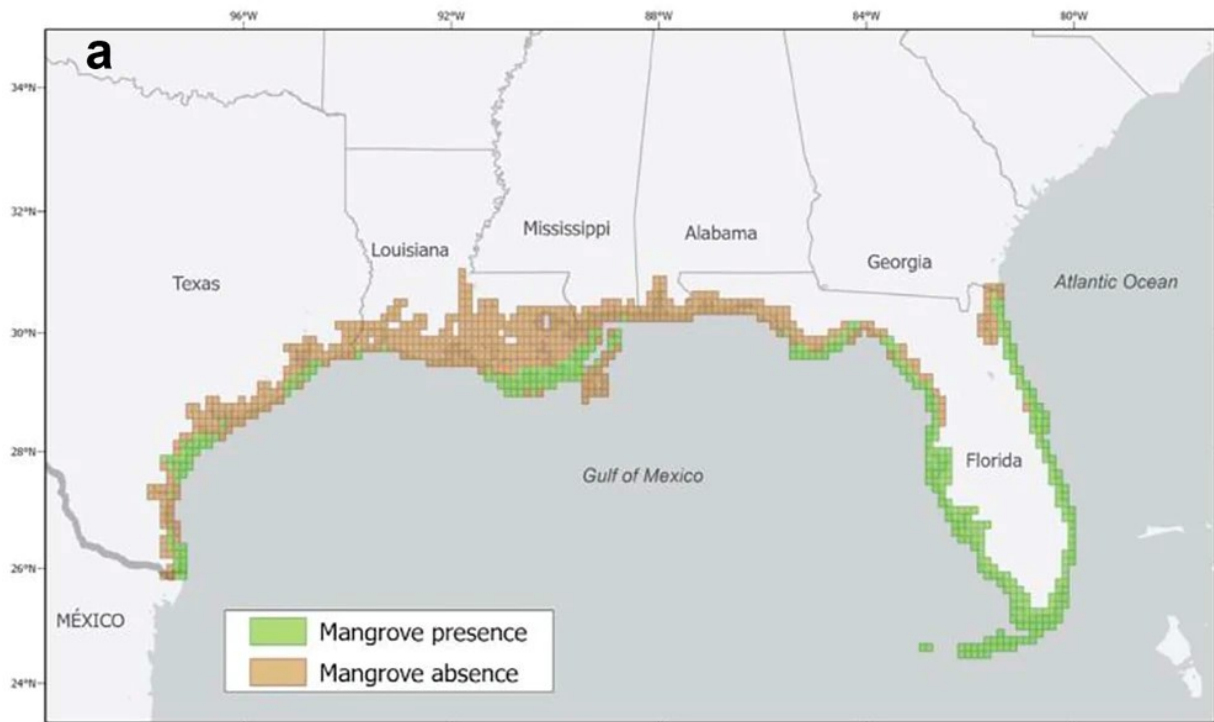 96°W 92°W 88°W 84°W 80°W
a
34°N
32°N
Mississippi
Alabama
Louisiana
Georgia
Texas
Atlantic Ocean
30°N
28°N
Florida
Gulf of Mexico
26°N
MÉXICO
Mangrove presence
Mangrove absence
24°N